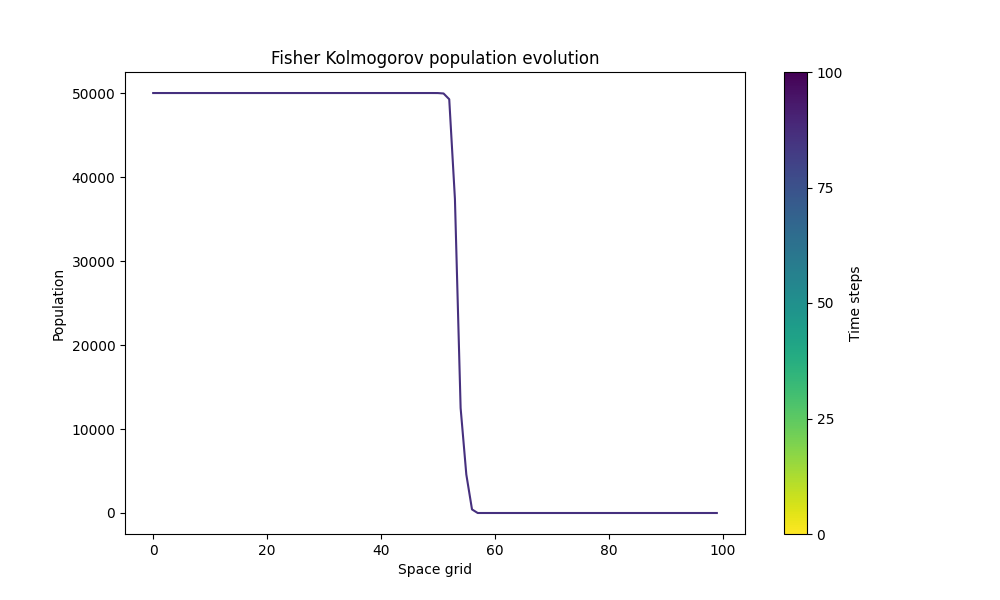 Fisher Kolmogorov population evolution
Population
50000
40000
30000
20000
10000
0
0 20 40 60 80 100
Space grid
100
75
50
25
0
Time steps